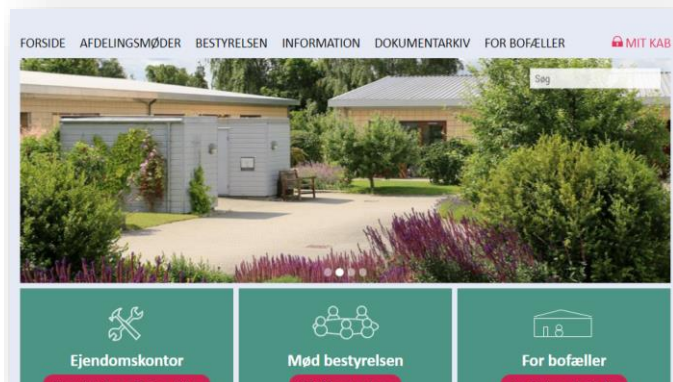 FORSIDE AFDELINGSMØDER BESTYRELSEN INFORMATION DOKUMENTARKIV FOR BOFÆLLER MIT KAB
Søg
Ejendomskontor Mød bestyrelsen For bofæller